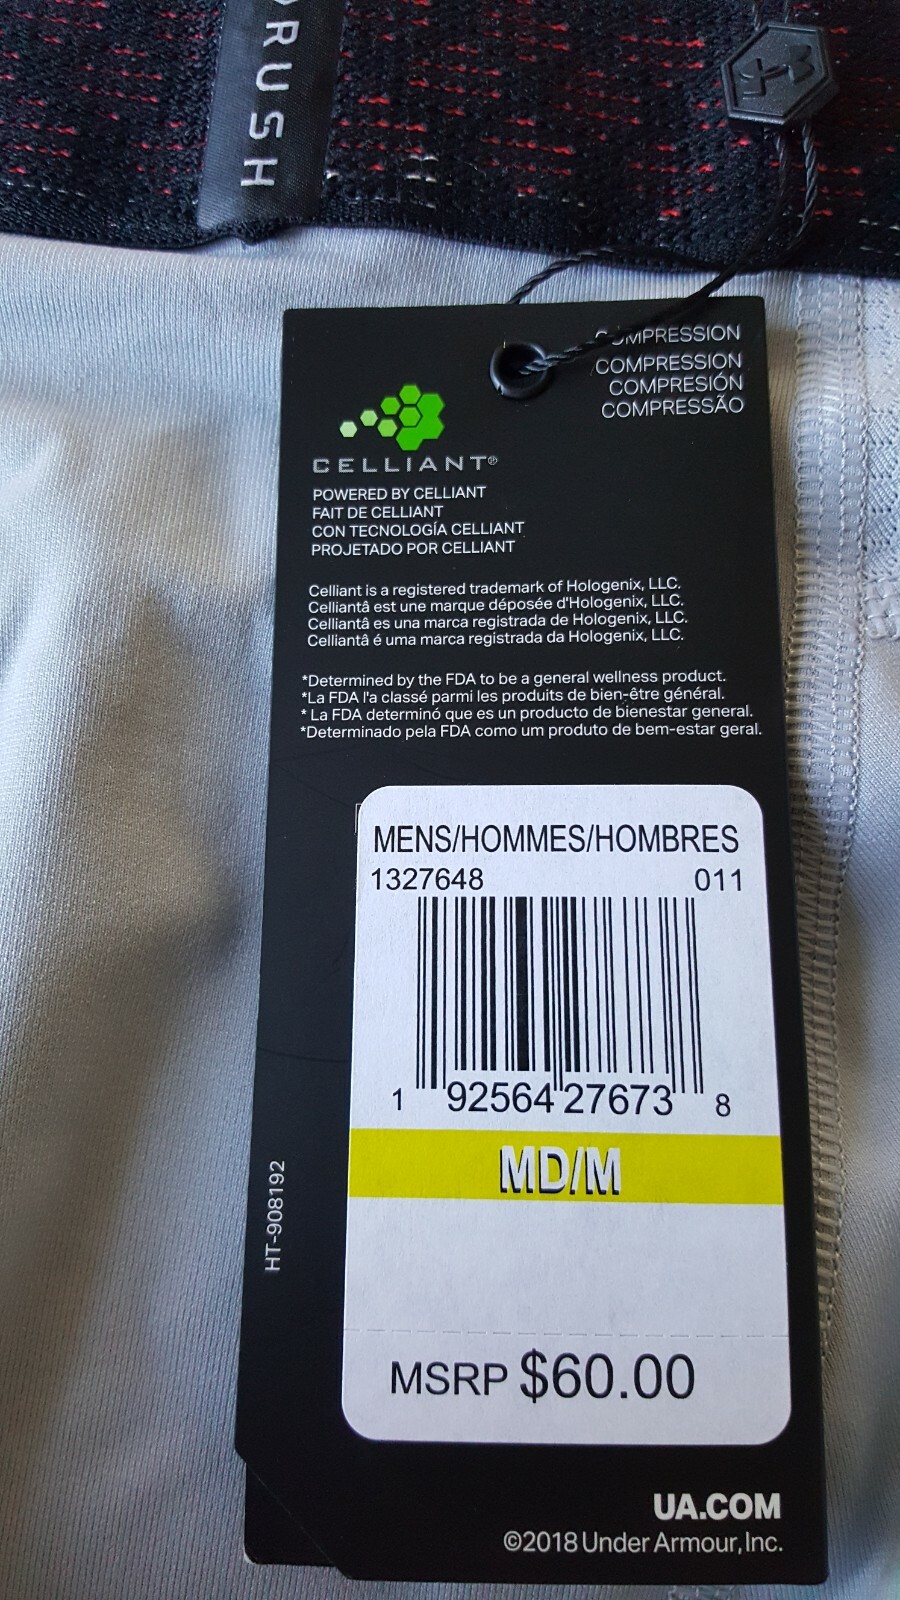 RUSH
COMPRESSION
COMPRESSION
COMPRESIÓN
COMPRESSÃO
CELLIANT®
POWERED BY CELLIANT
FAIT DE CELLIANT
CON TECNOLOGÍA CELLIANT
PROJETADO POR CELLIANT
Celliant is a registered trademark of Hologenix, LLC.
Celliantâ est une marque déposée d'Hologenix, LLC.
Celliantâ es una marca registrada de Hologenix, LLC.
Celliantâ é uma marca registrada da Hologenix, LLC.
*Determined by the FDA to be a general wellness product.
*La FDA l'a classé parmi les produits de bien-être général.
* La FDA determinó que es un producto de bienestar general.
*Determinado pela FDA como um produto de bem-estar geral.
MENS/HOMMES/HOMBRES
1327648 011
1 92564 27673 8
MD/M
HT-908192
MSRP $60.00
UA.COM
©2018 Under Armour, Inc.